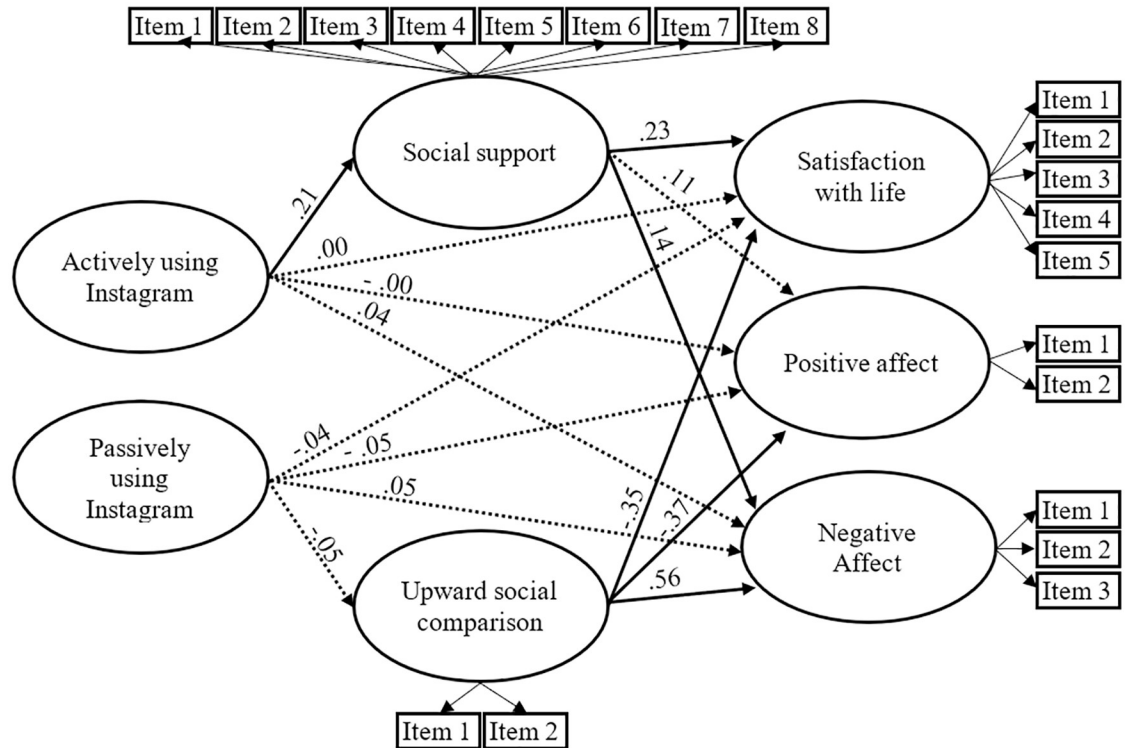 Item 1 Item 2 Item 3 Item 4 Item 5 Item 6 Item 7 Item 8
Social support
.23
.11
.14
Satisfaction
with life
Item 1
Item 2
Item 3
Item 4
Item 5
.21
Actively using
Instagram
.00
- .00
.04
Positive affect
Item 1
Item 2
Passively
using
Instagram
-.04
- .05
.05
-.05
-.35
-.37
.56
Negative
Affect
Item 1
Item 2
Item 3
Upward social
comparison
Item 1 Item 2